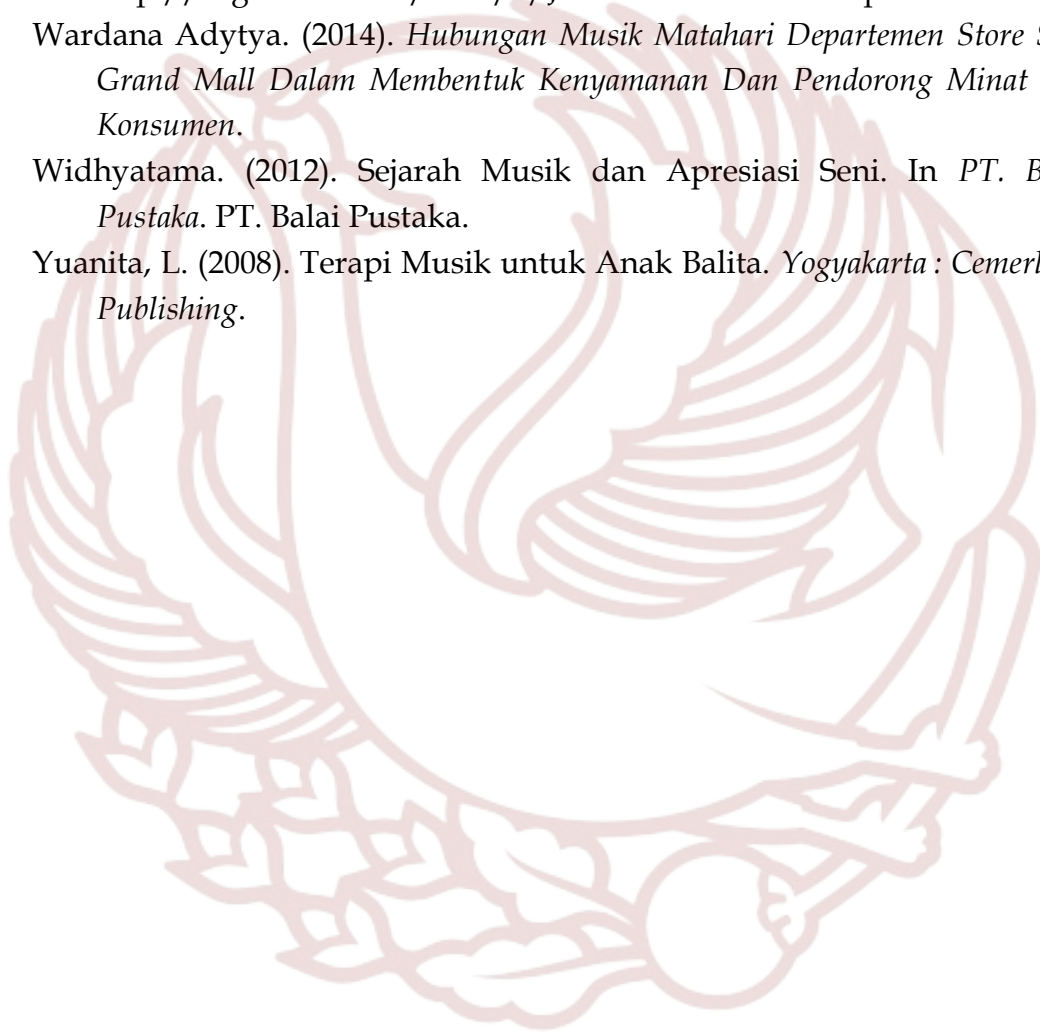 Wardana Adytya. (2014). Hubungan Musik Matahari Departemen Store
Grand Mall Dalam Membentuk Kenyamanan Dan Pendorong Minat
Konsumen.
Widhyatama. (2012). Sejarah Musik dan Apresiasi Seni. In PT.
Pustaka. PT. Balai Pustaka.
Yuanita, L. (2008). Terapi Musik untuk Anak Balita. Yogyakarta :
Publishing.